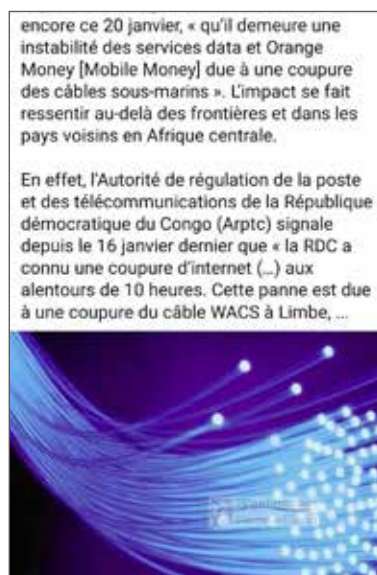 encore ce 20 janvier, « qu'il demeure une
instabilité des services data et Orange
Money [Mobile Money] due à une coupure
des câbles sous-marins ». L'impact se fait
ressentir au-delà des frontières et dans les
pays voisins en Afrique centrale.
En effet, l'Autorité de régulation de la poste
et des télécommunications de la République
démocratique du Congo (Arptc) signale
depuis le 16 janvier dernier que « la RDC a
connu une coupure d'internet (…) aux
alentours de 10 heures. Cette panne est due
à une coupure du câble WACS à Limbe, ...